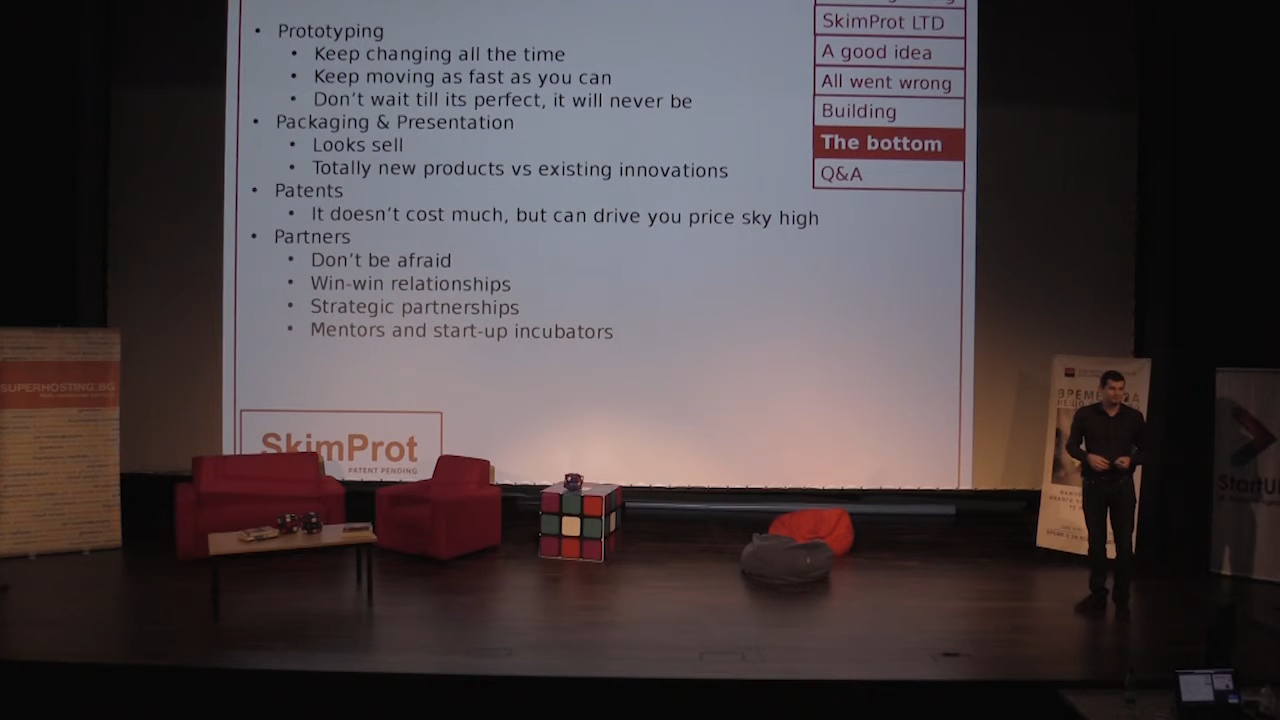 • Prototyping
• Keep changing all the time
• Keep moving as fast as you can
• Don't wait till its perfect, it will never be
• Packaging & Presentation
• Looks sell
• Totally new products vs existing innovations
• Patents
• It doesn't cost much, but can drive you price sky high
• Partners
• Don't be afraid
• Win-win relationships
• Strategic partnerships
• Mentors and start-up incubators
SkimProt LTD
A good idea
All went wrong
Building
The bottom
Q&A
SkimProt
PATENT PENDING
SUPERHOSTING.BG
StartU